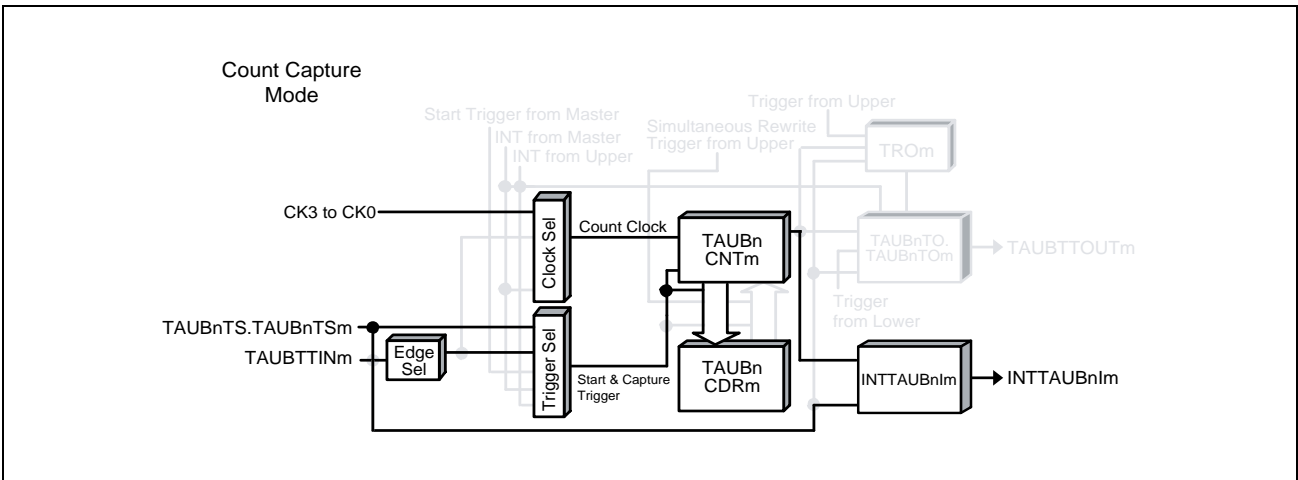 Count Capture
Mode
Trigger from Upper
Start Trigger from Master
INT from Master
INT from Upper
Simultaneous Rewrite
Trigger from Upper
TROm
CK3 to CK0
Clock Sel
Count Clock
TAUBn
CNTm
TAUBnTO.
TAUBnTOm
TAUBTTOUTm
Trigger
from Lower
TAUBnTS.TAUBnTSm
TAUBTTINm
Edge
Sel
Trigger Sel
Start & Capture
Trigger
TAUBn
CDRm
INTTAUBnIm
INTTAUBnIm